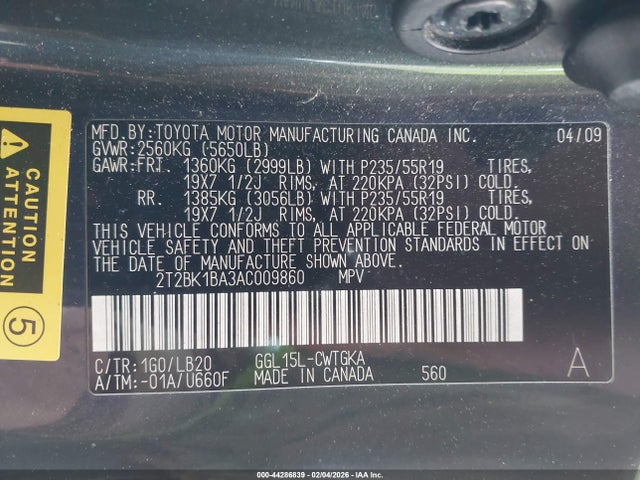 MFD.BY:TOYOTA MOTOR MANUFACTURING CANADA INC. 04/09
GVWR:2560KG (5650LB)
GAWR:FRT. 1360KG (2999LB) WITH P235/55R19 TIRES,
19X7 1/2J RIMS, AT 220KPA (32PSI) COLD.
RR. 1385KG (3056LB) WITH P235/55R19 TIRES,
19X7 1/2J RIMS, AT 220KPA (32PSI) COLD.
THIS VEHICLE CONFORMS TO ALL APPLICABLE FEDERAL MOTOR
VEHICLE SAFETY AND THEFT PREVENTION STANDARDS IN EFFECT ON
THE DATE OF MANUFACTURE SHOWN ABOVE.
2T2BK1BA3AC009860 MPV
C/TR:1G0/LB20 GGL15L-CWTGKA
A/TM:-01A/U660F MADE IN CANADA 560 A
CAUTION
ATTENTION
5
000-44286839 - 02/04/2026 - IAA Inc.